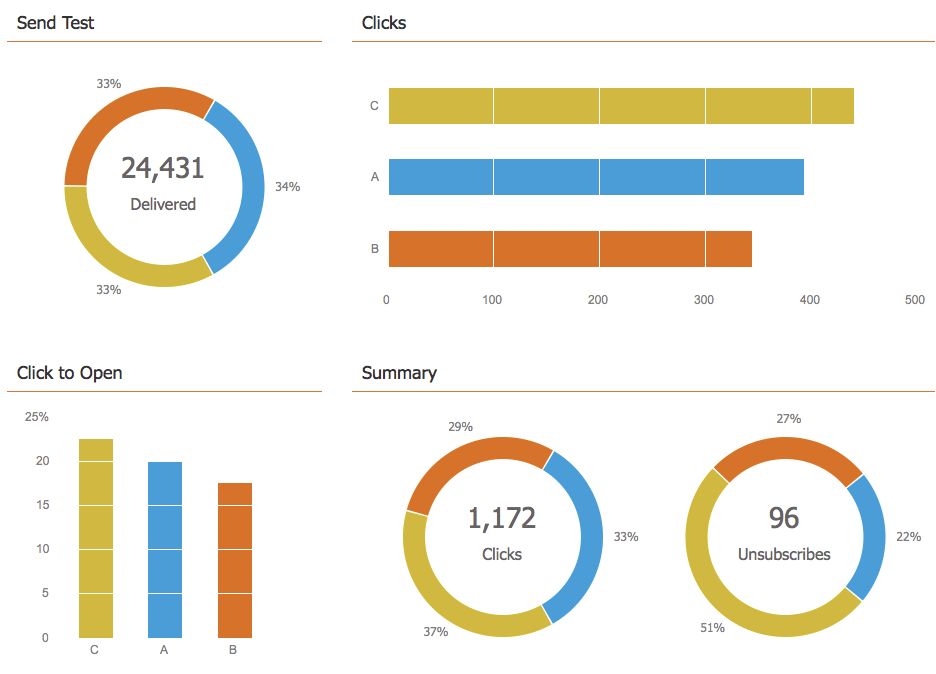 Send Test
33%
24,431
Delivered
34%
33%
Clicks
C
A
B
0 100 200 300 400 500
Click to Open
25%
20
15
10
5
0
C A B
Summary
29%
1,172
Clicks
33%
37%
27%
96
Unsubscribes
22%
51%